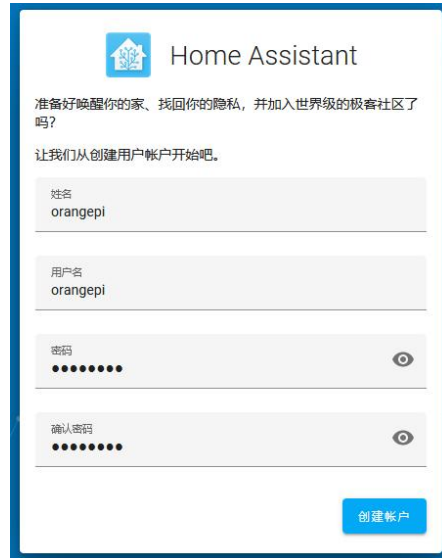 Home Assistant
准备好唤醒你的家、找回你的隐私，并加入世界级的极客社区了
吗?
让我们从创建用户帐户开始吧。
姓名
orangepi
用户名
orangepi
密码
••••••••
确认密码
••••••••
创建帐户